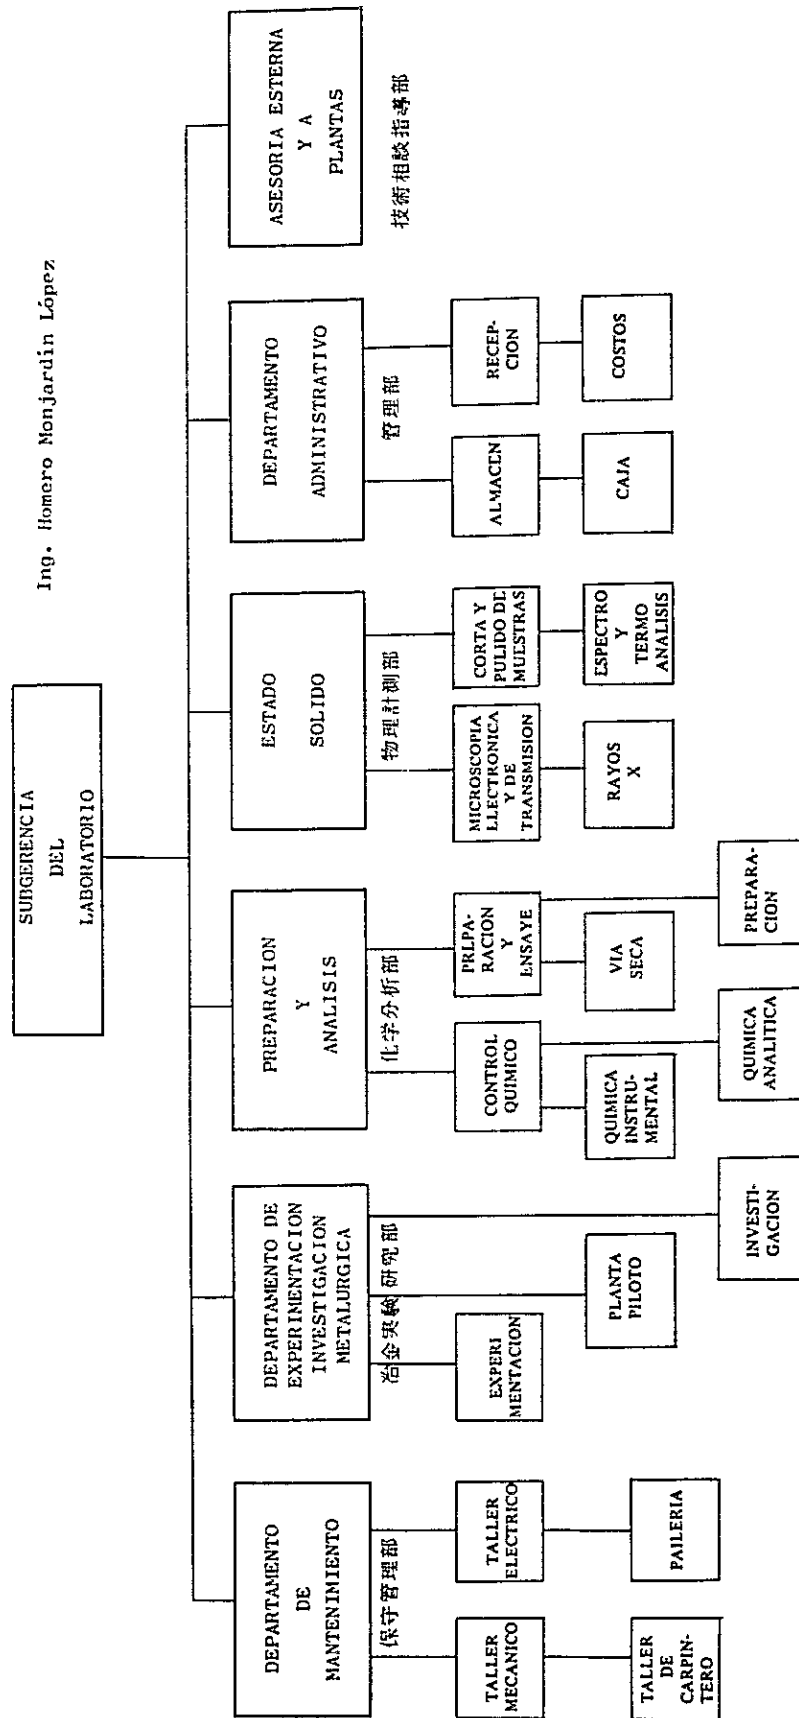 Ing. Homero Monjardín López
SUBGERENCIA
DEL
LABORATORIO
DEPARTAMENTO
DE
MANTENIMIENTO
保守管理部
TALLER
MECANICO
TALLER
DE
CARPIN-
TERO
TALLER
ELECTRICO
PAILERIA
DEPARTAMENTO DE
EXPERIMENTACION
INVESTIGACION
METALURGICA
冶金実験研究部
EXPERI
MENTACION
PLANTA
PILOTO
INVESTI-
GACION
PREPARACION
Y
ANALISIS
化学分析部
CONTROL
QUIMICO
QUIMICA
INSTRU-
MENTAL
QUIMICA
ANALITICA
PRLPA-
RACION
Y
ENSAYE
VIA
SECA
PREPARA-
CION
ESTADO
SOLIDO
物理計測部
MICROSCOPIA
LLECTRONICA
Y DE
TRANSMISION
RAYOS
X
CORTA Y
PULIDO DE
MUESTRAS
ESPECTRO
Y
TERMO
ANALISIS
DEPARTAMENTO
ADMINISTRATIVO
管理部
ALMACEN
CAJA
RECEP-
CION
COSTOS
ASESORIA ESTERNA
Y A
PLANTAS
技術相談指導部